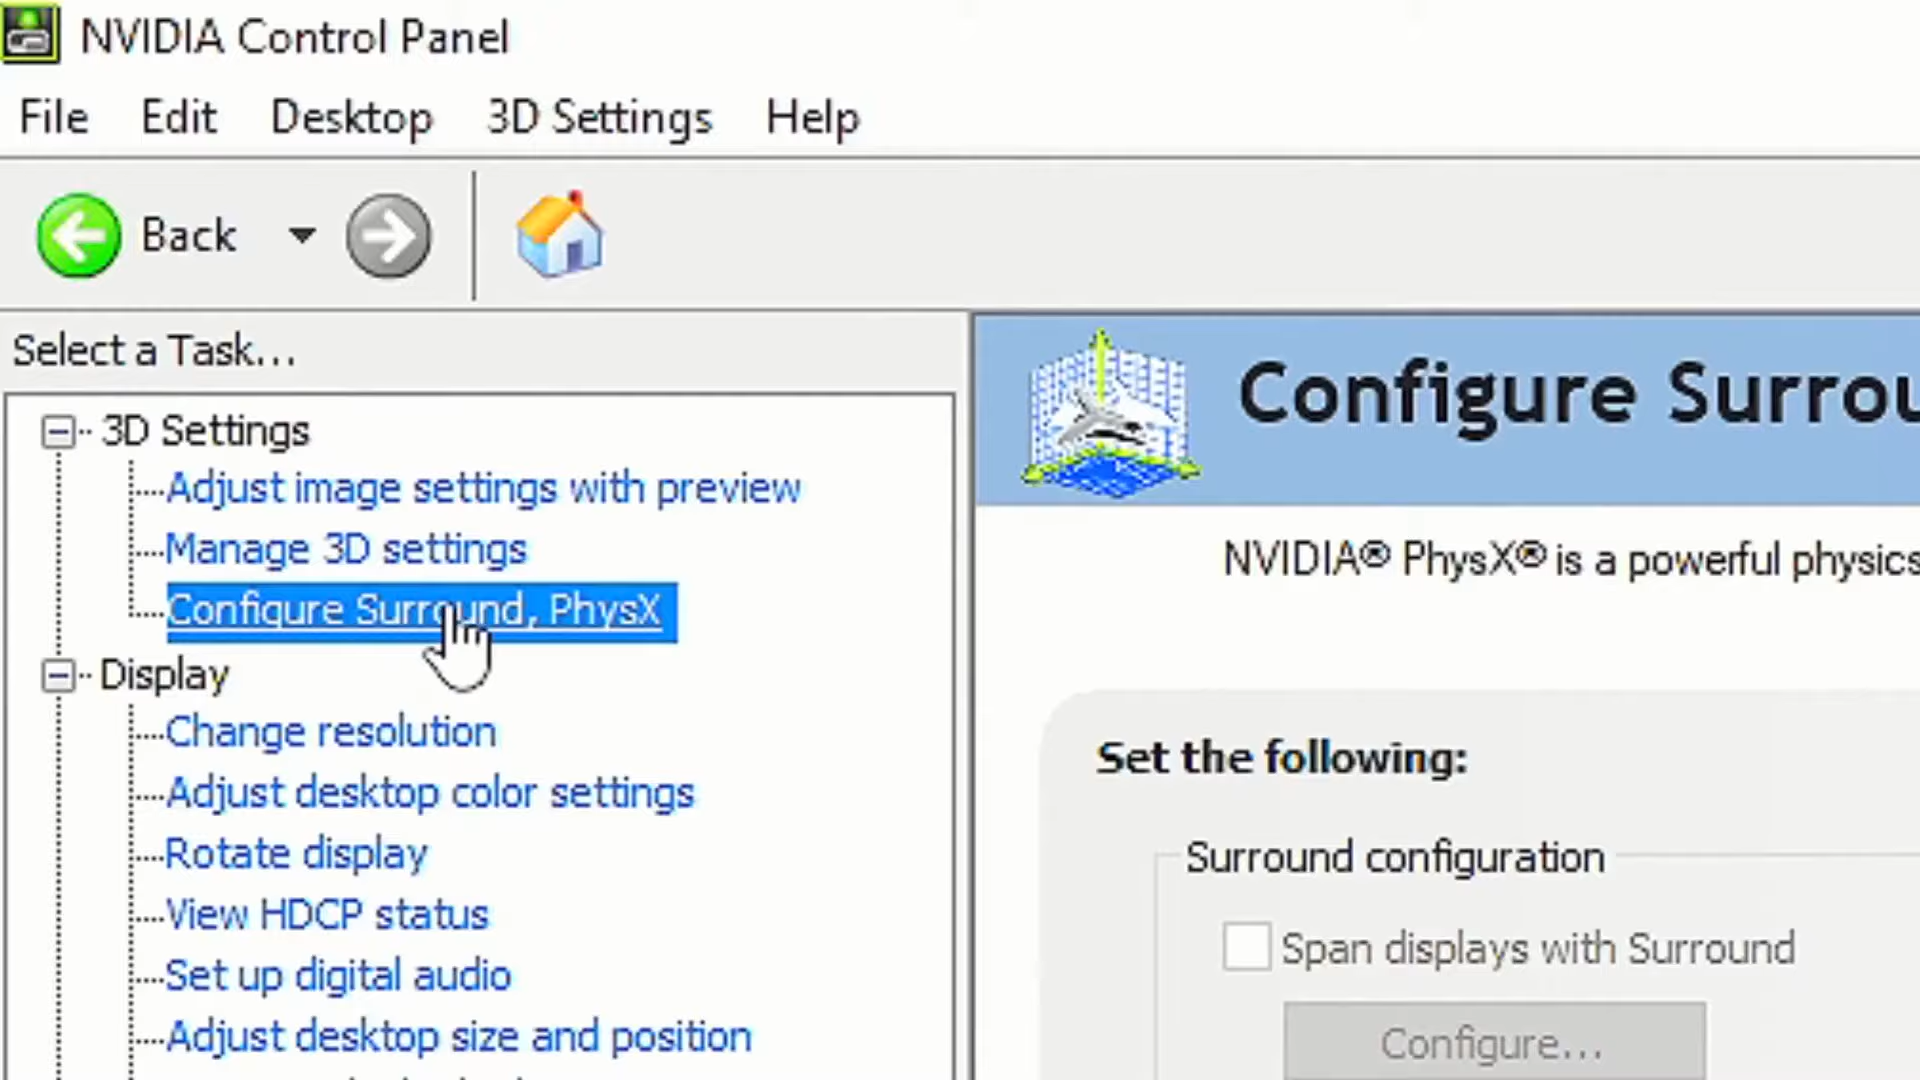 NVIDIA Control Panel
File Edit Desktop 3D Settings Help
Back
Select a Task...
3D Settings
Adjust image settings with preview
Manage 3D settings
Configure Surround, PhysX
Display
Change resolution
Adjust desktop color settings
Rotate display
View HDCP status
Set up digital audio
Adjust desktop size and position
Configure Surrou
NVIDIA® PhysX® is a powerful physics
Set the following:
Surround configuration
Span displays with Surround
Configure...